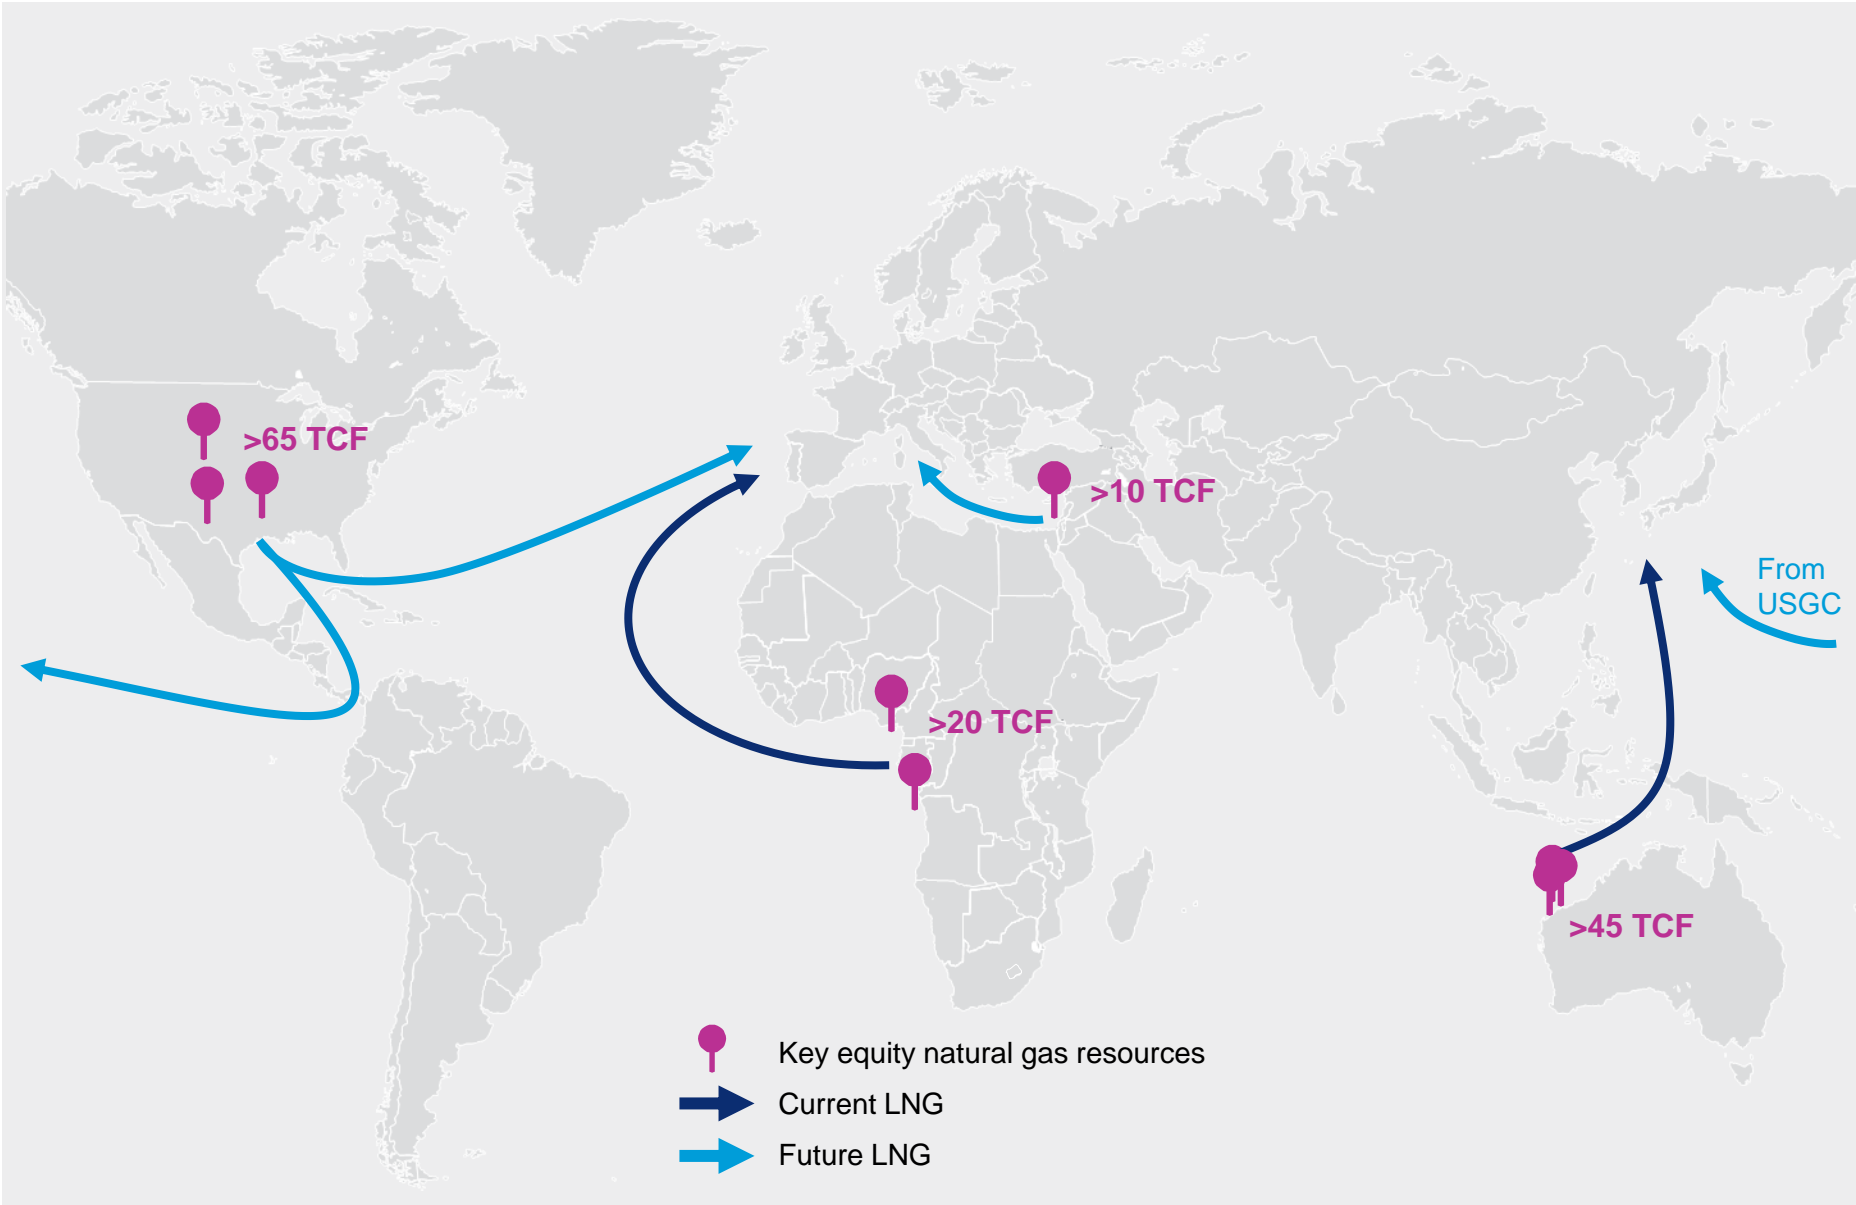 >65 TCF
>10 TCF
From
USGC
>20 TCF
>45 TCF
Key equity natural gas resources
Current LNG
Future LNG